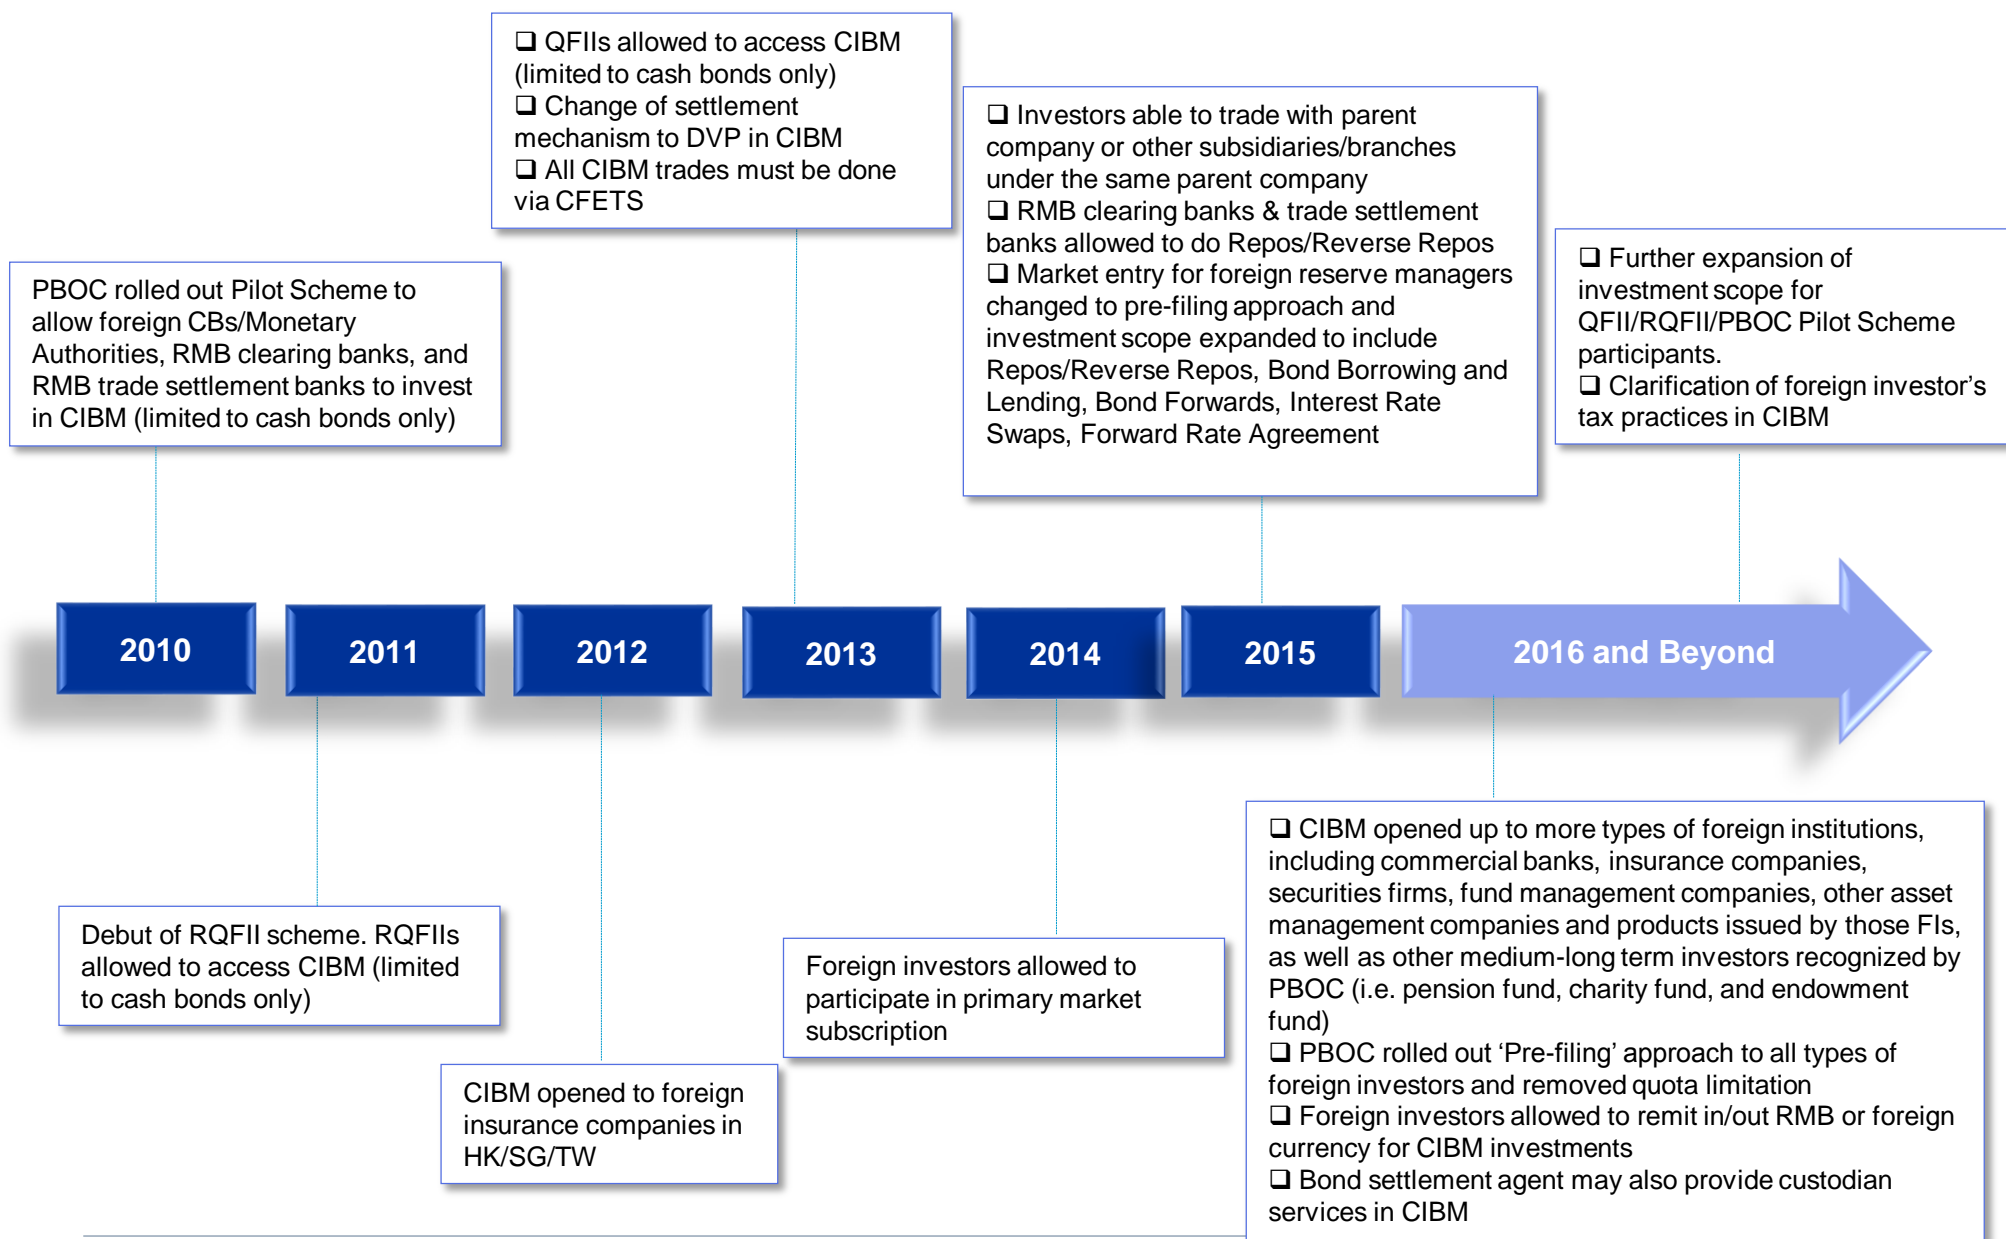 ❑ QFIIs allowed to access CIBM
(limited to cash bonds only)
❑ Change of settlement
mechanism to DVP in CIBM
❑ All CIBM trades must be done
via CFETS
❑ Investors able to trade with parent
company or other subsidiaries/branches
under the same parent company
❑ RMB clearing banks & trade settlement
banks allowed to do Repos/Reverse Repos
❑ Market entry for foreign reserve managers
changed to pre-filing approach and
investment scope expanded to include
Repos/Reverse Repos, Bond Borrowing and
Lending, Bond Forwards, Interest Rate
Swaps, Forward Rate Agreement
❑ Further expansion of
investment scope for
QFII/RQFII/PBOC Pilot Scheme
participants.
❑ Clarification of foreign investor’s
tax practices in CIBM
PBOC rolled out Pilot Scheme to
allow foreign CBs/Monetary
Authorities, RMB clearing banks, and
RMB trade settlement banks to invest
in CIBM (limited to cash bonds only)
2010
2011
2012
2013
2014
2015
2016 and Beyond
Debut of RQFII scheme. RQFIIs
allowed to access CIBM (limited
to cash bonds only)
CIBM opened to foreign
insurance companies in
HK/SG/TW
Foreign investors allowed to
participate in primary market
subscription
❑ CIBM opened up to more types of foreign institutions,
including commercial banks, insurance companies,
securities firms, fund management companies, other asset
management companies and products issued by those FIs,
as well as other medium-long term investors recognized by
PBOC (i.e. pension fund, charity fund, and endowment
fund)
❑ PBOC rolled out ‘Pre-filing’ approach to all types of
foreign investors and removed quota limitation
❑ Foreign investors allowed to remit in/out RMB or foreign
currency for CIBM investments
❑ Bond settlement agent may also provide custodian
services in CIBM